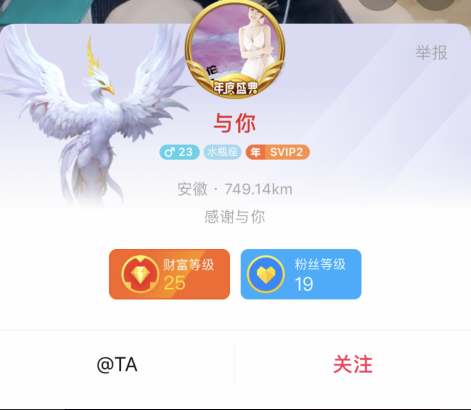 举报
年度盛典
与你
♂ 23 水瓶座 年 SVIP2
安徽 · 749.14km
感谢与你
财富等级
25
粉丝等级
19
@TA
关注